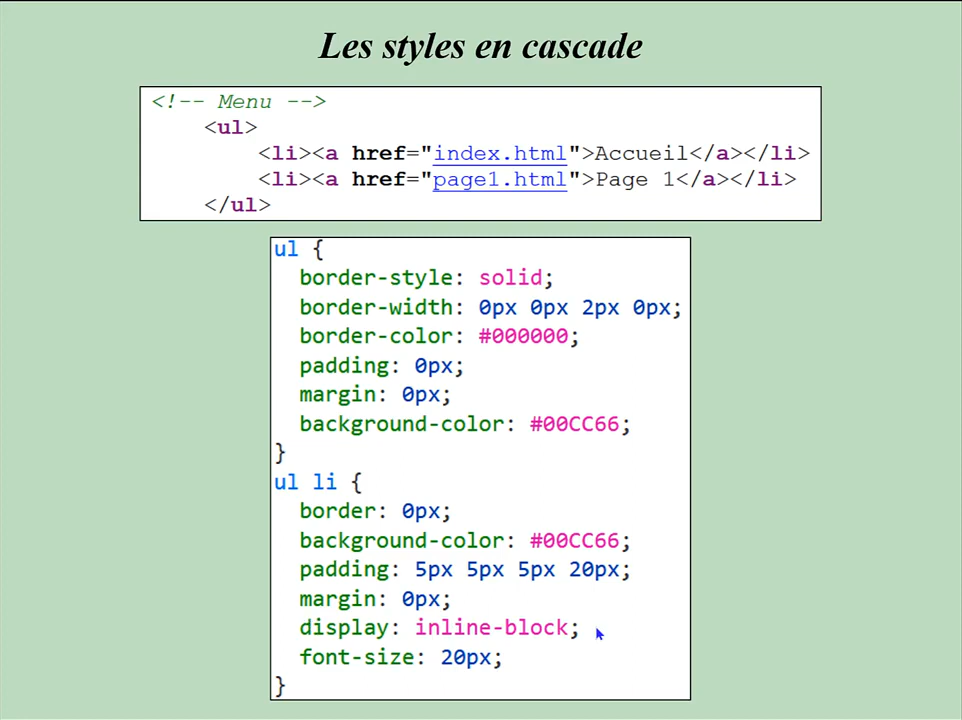 Les styles en cascade
<!-- Menu -->
<ul>
<li><a href="index.html">Accueil</a></li>
<li><a href="page1.html">Page 1</a></li>
</ul>
ul {
border-style: solid;
border-width: 0px 0px 2px 0px;
border-color: #000000;
padding: 0px;
margin: 0px;
background-color: #00CC66;
}
ul li {
border: 0px;
background-color: #00CC66;
padding: 5px 5px 5px 20px;
margin: 0px;
display: inline-block;
font-size: 20px;
}